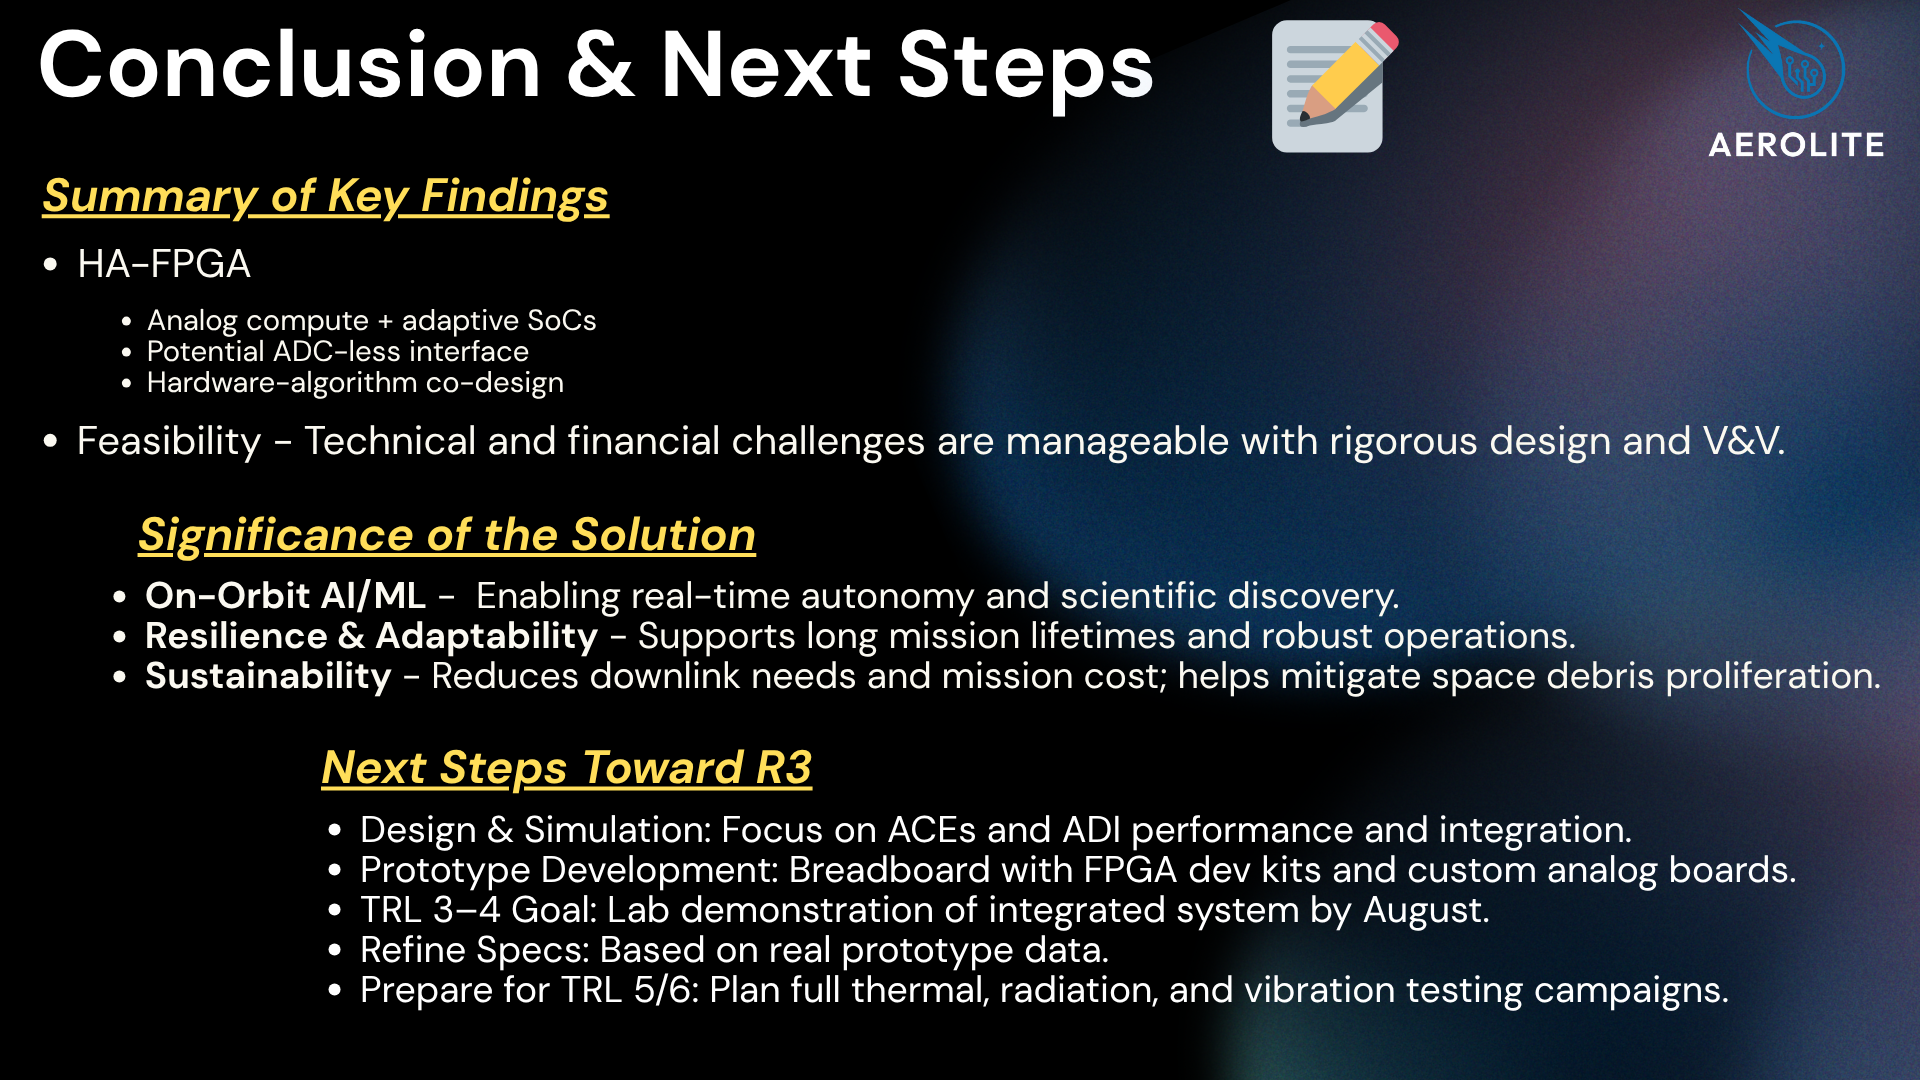 Conclusion & Next Steps
AEROLITE
Summary of Key Findings
• HA-FPGA
• Analog compute + adaptive SoCs
• Potential ADC-less interface
• Hardware-algorithm co-design
• Feasibility - Technical and financial challenges are manageable with rigorous design and V&V.
Significance of the Solution
• On-Orbit AI/ML - Enabling real-time autonomy and scientific discovery.
• Resilience & Adaptability - Supports long mission lifetimes and robust operations.
• Sustainability - Reduces downlink needs and mission cost; helps mitigate space debris proliferation.
Next Steps Toward R3
• Design & Simulation: Focus on ACEs and ADI performance and integration.
• Prototype Development: Breadboard with FPGA dev kits and custom analog boards.
• TRL 3–4 Goal: Lab demonstration of integrated system by August.
• Refine Specs: Based on real prototype data.
• Prepare for TRL 5/6: Plan full thermal, radiation, and vibration testing campaigns.